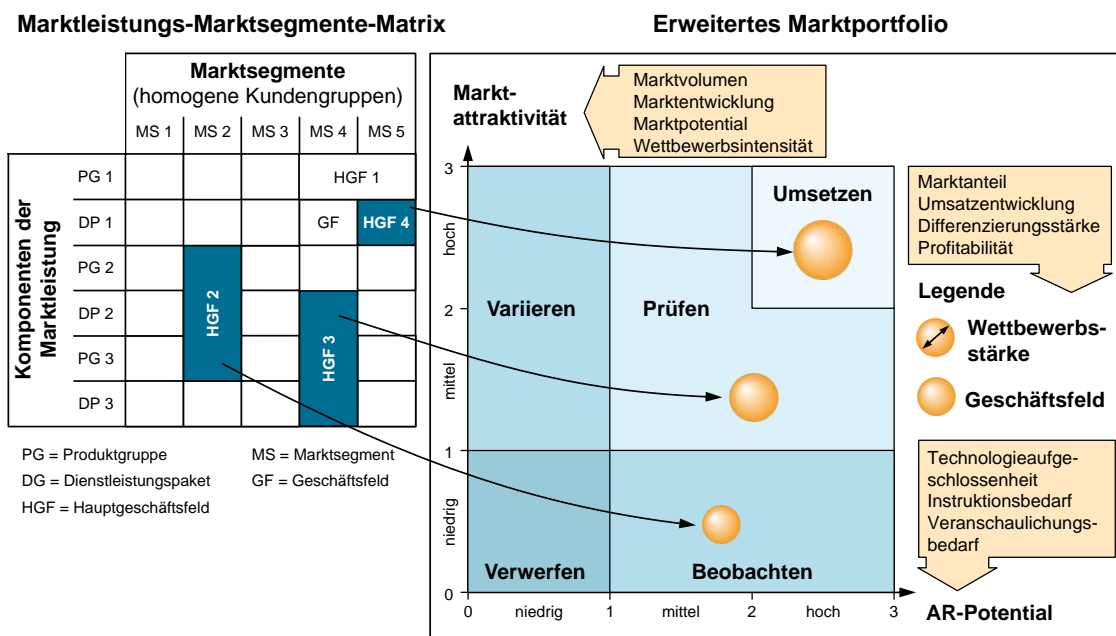 Marktleistungs-Marktsegmente-Matrix
Erweitertes Marktportfolio
Marktsegmente
(homogene Kundengruppen)
MS 1
MS 2
MS 3
MS 4
MS 5
Komponenten der
Marktleistung
PG 1
HGF 1
DP 1
GF
HGF 4
PG 2
HGF 2
DP 2
HGF 3
PG 3
DP 3
PG = Produktgruppe
MS = Marktsegment
DG = Dienstleistungspaket
GF = Geschäftsfeld
HGF = Hauptgeschäftsfeld
Markt-
attraktivität
Marktvolumen
Marktentwicklung
Marktpotential
Wettbewerbsintensität
3
hoch
2
mittel
1
niedrig
0
Umsetzen
Variieren
Prüfen
Verwerfen
Beobachten
0
niedrig
1
mittel
2
hoch
3
AR-Potential
Marktanteil
Umsatzentwicklung
Differenzierungsstärke
Profitabilität
Legende
Wettbewerbs-
stärke
Geschäftsfeld
Technologieaufge-
schlossenheit
Instruktionsbedarf
Veranschaulichungs-
bedarf